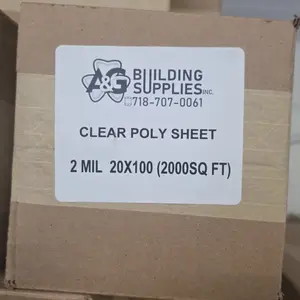 A&G BUILDING
SUPPLIES INC.
718-707-0061
CLEAR POLY SHEET
2 MIL 20X100 (2000SQ FT)